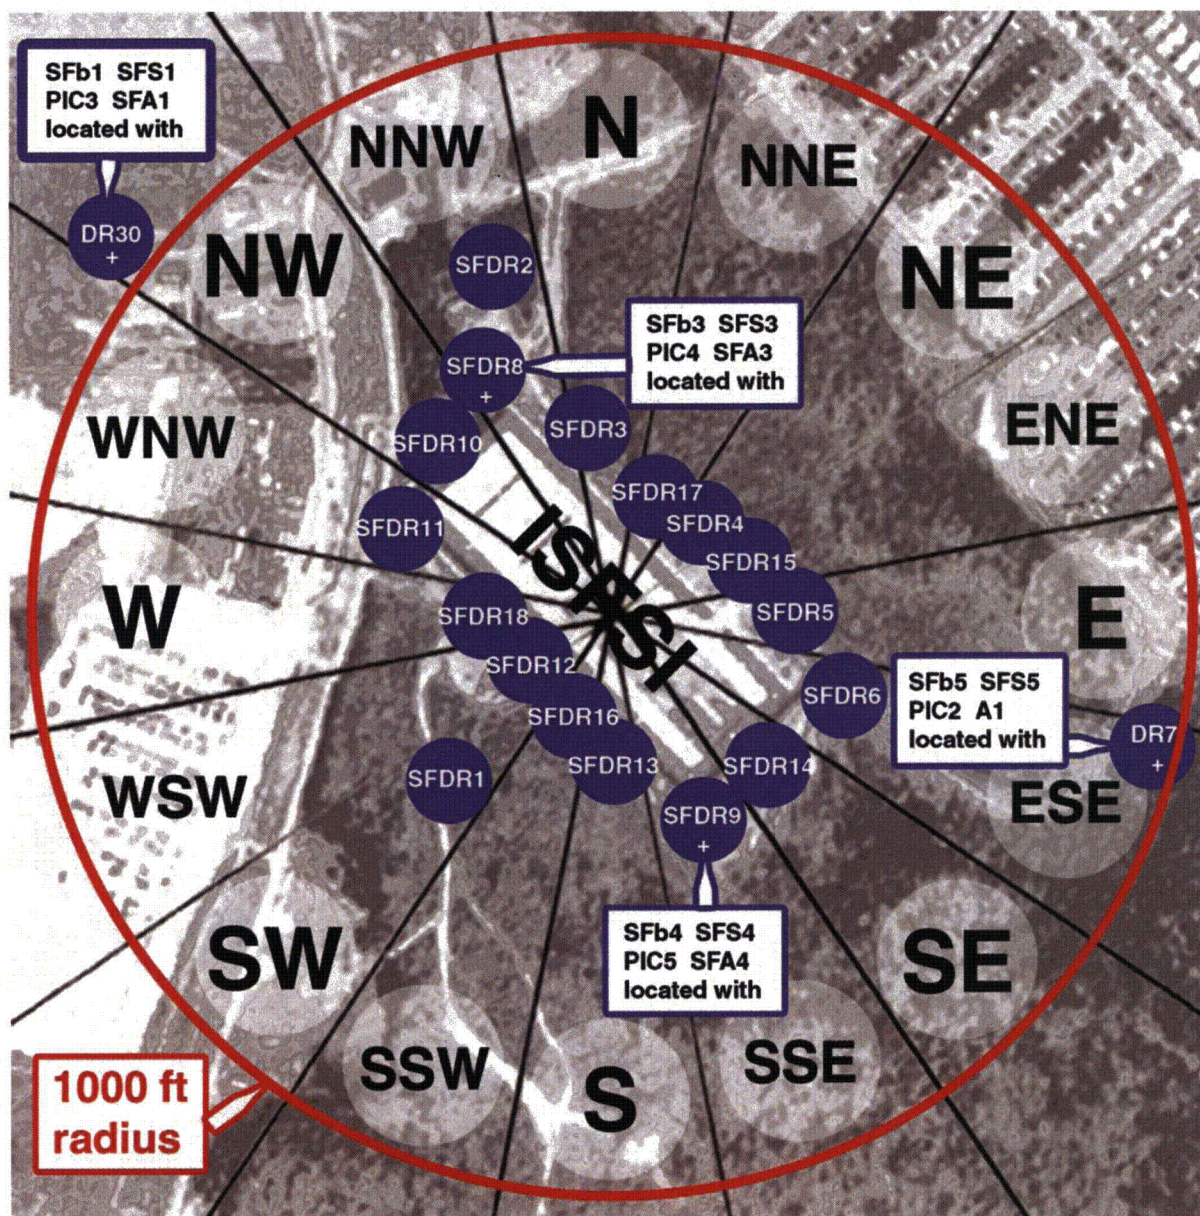 SFb1 SFS1
PIC3 SFA1
located with
DR30
+
NNW
N
NNE
NW
SFDR2
NE
SFDR8
+
SFb3 SFS3
PIC4 SFA3
located with
WNW
SFDR10
SFDR3
ENE
SFDR11
SFDR17
SFDR4
SFDR15
ISFSI
W
SFDR18
SFDR5
E
SFDR12
SFDR6
SFb5 SFS5
PIC2 A1
located with
DR7
+
SFDR16
WSW
SFDR1
SFDR13
SFDR14
ESE
SFDR9
+
SFb4 SFS4
PIC5 SFA4
located with
SW
SE
SSW
S
SSE
1000 ft
radius